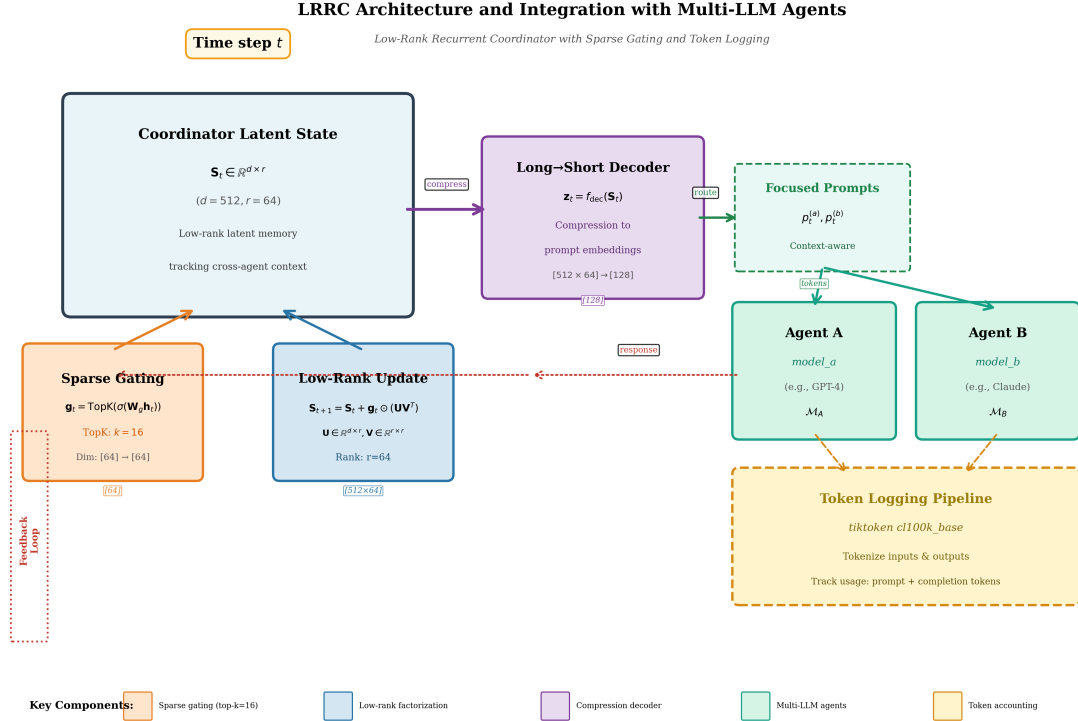 LRRC Architecture and Integration with Multi-LLM Agents
Low-Rank Recurrent Coordinator with Sparse Gating and Token Logging
Time step t
Coordinator Latent State
S_t ∈ ℝ^{d×r}
(d = 512, r = 64)
Low-rank latent memory
tracking cross-agent context
compress
Long→Short Decoder
z_t = f_dec(S_t)
Compression to
prompt embeddings
[512 × 64] → [128]
[128]
route
Focused Prompts
p_t^{(a)}, p_t^{(b)}
Context-aware
tokens
Agent A
model_a
(e.g., GPT-4)
ℳ_A
Agent B
model_b
(e.g., Claude)
ℳ_B
response
Sparse Gating
g_t = TopK(σ(W_g h_t))
TopK: k = 16
Dim: [64] → [64]
[64]
Low-Rank Update
S_{t+1} = S_t + g_t ⊙ (UV^T)
U ∈ ℝ^{d×r}, V ∈ ℝ^{r×r}
Rank: r=64
[512×64]
Feedback
Loop
Token Logging Pipeline
tiktoken cl100k_base
Tokenize inputs & outputs
Track usage: prompt + completion tokens
Key Components:
Sparse gating (top-k=16)
Low-rank factorization
Compression decoder
Multi-LLM agents
Token accounting